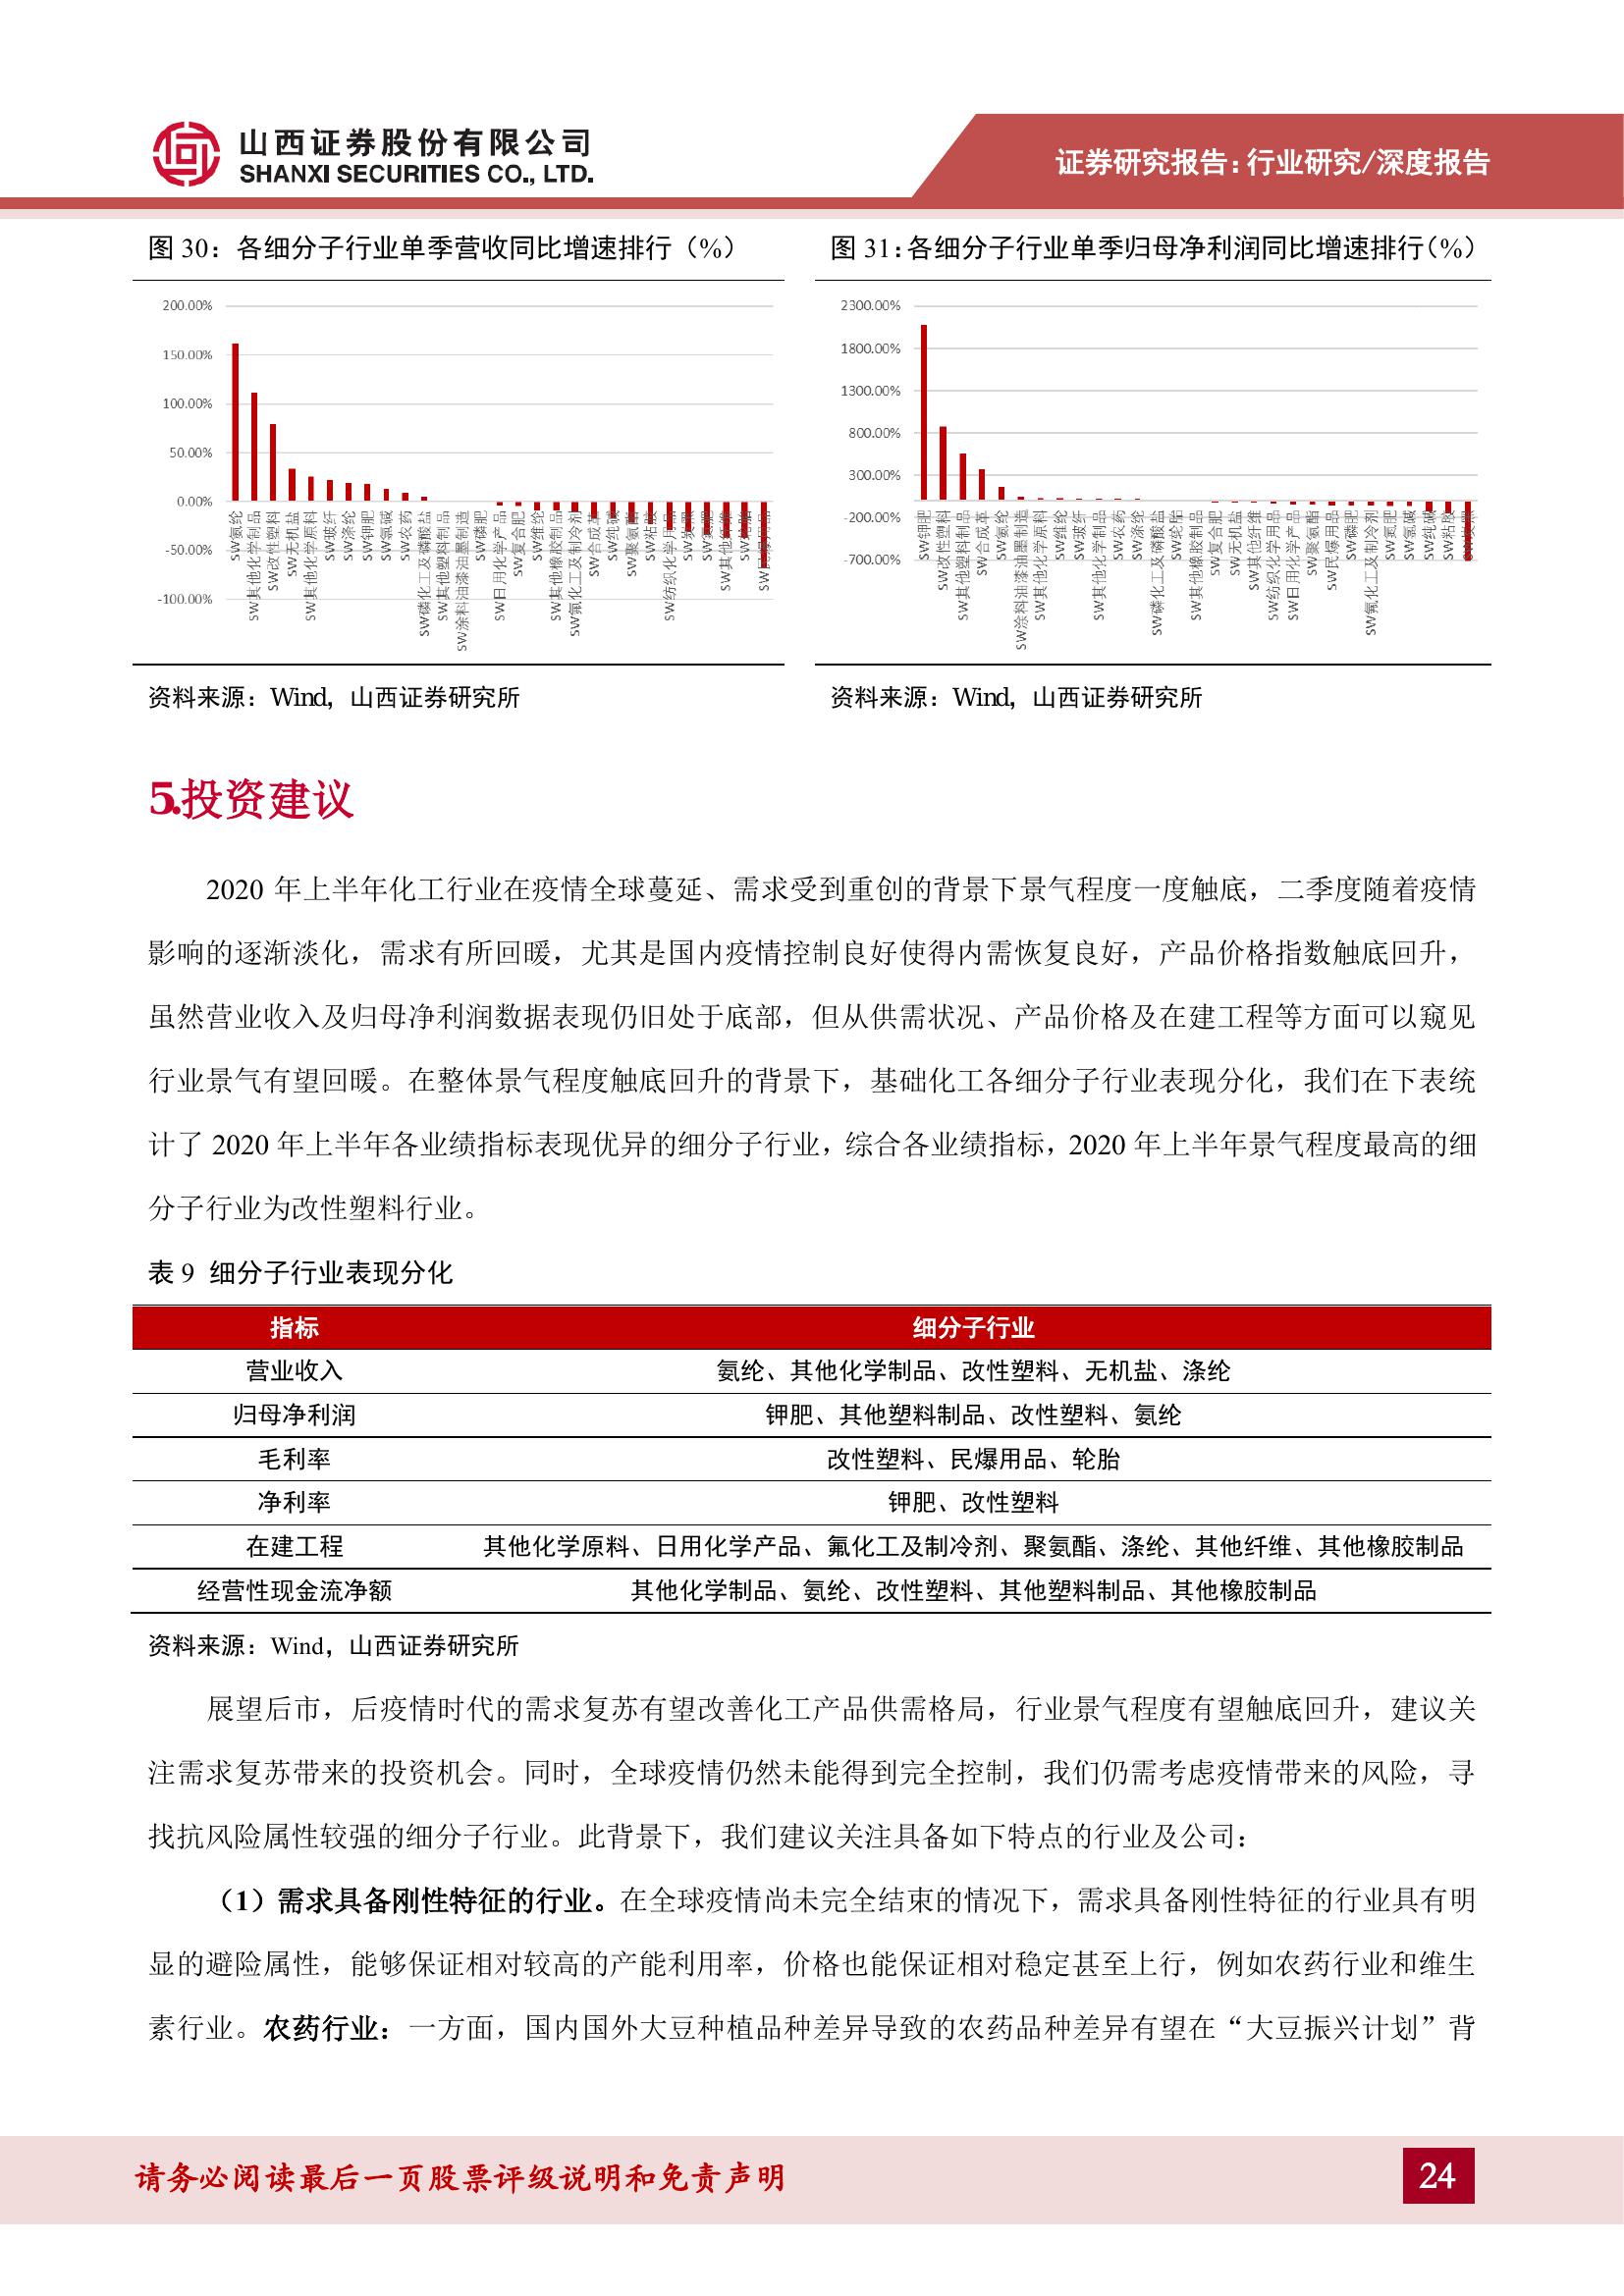 山西证券股份有限公司
SHANXI SECURITIES CO., LTD.
证券研究报告：行业研究/深度报告
图 30：各细分子行业单季营收同比增速排行（%）
200.00%
150.00%
100.00%
50.00%
0.00%
-50.00%
-100.00%
SW氨纶
SW其他化学制品
SW改性塑料
SW无机盐
SW其他化学原料
SW玻纤
SW涤纶
SW钾肥
SW氯碱
SW农药
SW磷化工及磷酸盐
SW其他塑料制品
SW涂料油漆油墨制造
SW磷肥
SW日用化学产品
SW复合肥
SW维纶
SW其他橡胶制品
SW氟化工及制冷剂
SW合成革
SW纯碱
SW聚氨酯
SW粘胶
SW纺织化学用品
SW炭黑
SW氮肥
SW其他纤维
SW轮胎
SW民爆用品
资料来源：Wind，山西证券研究所
图 31：各细分子行业单季归母净利润同比增速排行（%）
2300.00%
1800.00%
1300.00%
800.00%
300.00%
-200.00%
-700.00%
SW钾肥
SW改性塑料
SW其他塑料制品
SW合成革
SW氨纶
SW涂料油漆油墨制造
SW其他化学原料
SW维纶
SW玻纤
SW其他化学制品
SW农药
SW涤纶
SW磷化工及磷酸盐
SW轮胎
SW其他橡胶制品
SW复合肥
SW无机盐
SW其他纤维
SW纺织化学用品
SW日用化学产品
SW聚氨酯
SW民爆用品
SW磷肥
SW氟化工及制冷剂
SW氮肥
SW氯碱
SW纯碱
SW粘胶
SW炭黑
资料来源：Wind，山西证券研究所
5.投资建议
2020 年上半年化工行业在疫情全球蔓延、需求受到重创的背景下景气程度一度触底，二季度随着疫情
影响的逐渐淡化，需求有所回暖，尤其是国内疫情控制良好使得内需恢复良好，产品价格指数触底回升，
虽然营业收入及归母净利润数据表现仍旧处于底部，但从供需状况、产品价格及在建工程等方面可以窥见
行业景气有望回暖。在整体景气程度触底回升的背景下，基础化工各细分子行业表现分化，我们在下表统
计了 2020 年上半年各业绩指标表现优异的细分子行业，综合各业绩指标，2020 年上半年景气程度最高的细
分子行业为改性塑料行业。
表 9 细分子行业表现分化
指标 细分子行业
营业收入 氨纶、其他化学制品、改性塑料、无机盐、涤纶
归母净利润 钾肥、其他塑料制品、改性塑料、氨纶
毛利率 改性塑料、民爆用品、轮胎
净利率 钾肥、改性塑料
在建工程 其他化学原料、日用化学产品、氟化工及制冷剂、聚氨酯、涤纶、其他纤维、其他橡胶制品
经营性现金流净额 其他化学制品、氨纶、改性塑料、其他塑料制品、其他橡胶制品
资料来源：Wind，山西证券研究所
展望后市，后疫情时代的需求复苏有望改善化工产品供需格局，行业景气程度有望触底回升，建议关
注需求复苏带来的投资机会。同时，全球疫情仍然未能得到完全控制，我们仍需考虑疫情带来的风险，寻
找抗风险属性较强的细分子行业。此背景下，我们建议关注具备如下特点的行业及公司：
（1）需求具备刚性特征的行业。在全球疫情尚未完全结束的情况下，需求具备刚性特征的行业具有明
显的避险属性，能够保证相对较高的产能利用率，价格也能保证相对稳定甚至上行，例如农药行业和维生
素行业。农药行业：一方面，国内国外大豆种植品种差异导致的农药品种差异有望在“大豆振兴计划”背
请务必阅读最后一页股票评级说明和免责声明
24